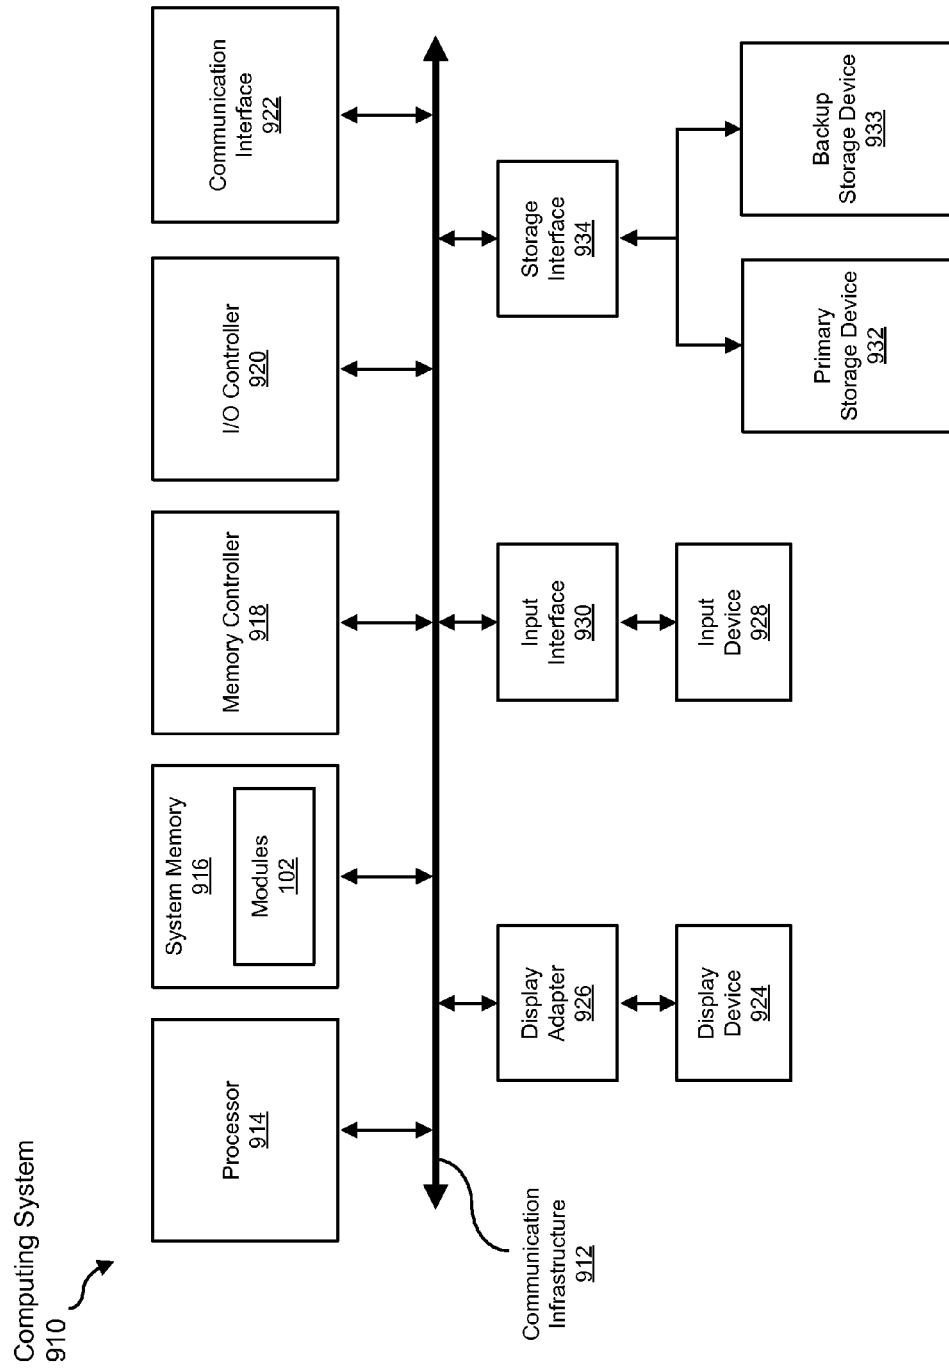 Computing System
910
Processor
914
System Memory
916
Modules
102
Memory Controller
918
I/O Controller
920
Communication
Interface
922
Communication
Infrastructure
912
Display
Adapter
926
Input
Interface
930
Storage
Interface
934
Display
Device
924
Input
Device
928
Primary
Storage Device
932
Backup
Storage Device
933